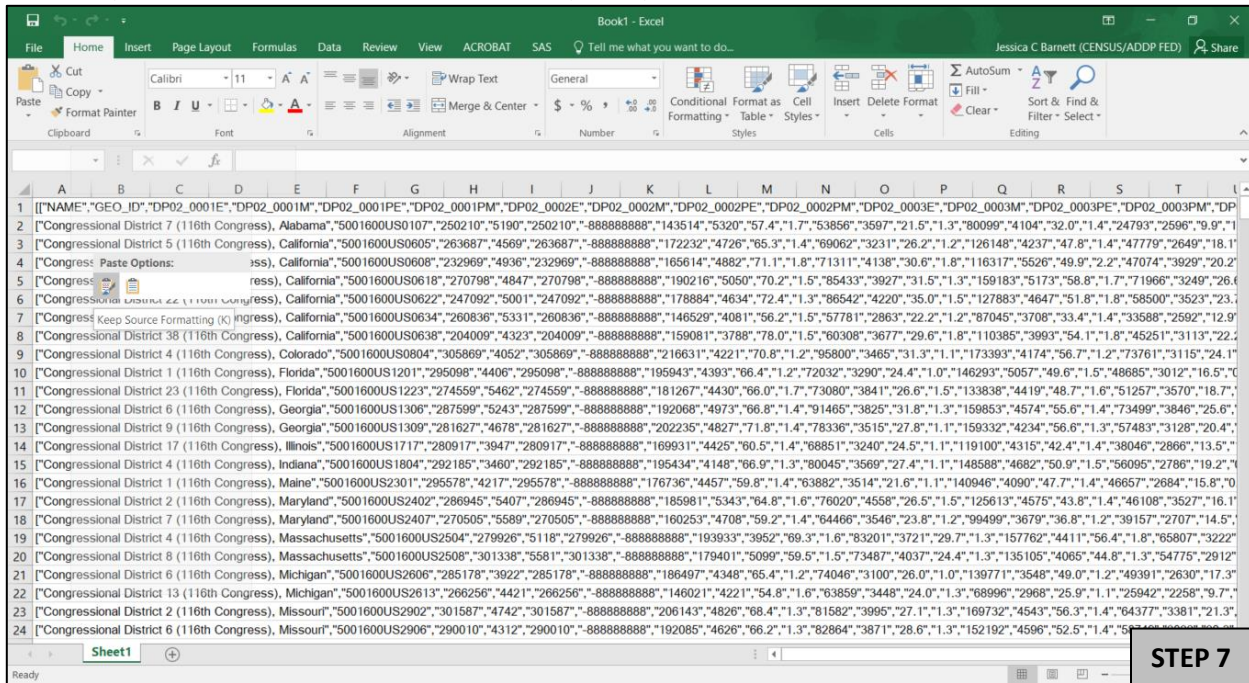 Book1 - Excel
File Home Insert Page Layout Formulas Data Review View ACROBAT SAS Tell me what you want to do... Jessica C Barnett (CENSUS/ADDP FED) Share
Cut
Copy
Format Painter
Paste
Calibri 11
B I U
Wrap Text
Merge & Center
General
$ % ,
Conditional Formatting
Format as Table
Cell Styles
Insert Delete Format
AutoSum
Fill
Clear
Sort & Filter
Find & Select
Clipboard Font Alignment Number Styles Cells Editing
fx
A B C D E F G H I J K L M N O P Q R S T
1 [["NAME","GEO_ID","DP02_0001E","DP02_0001M","DP02_0001PE","DP02_0001PM","DP02_0002E","DP02_0002M","DP02_0002PE","DP02_0002PM","DP02_0003E","DP02_0003M","DP02_0003PE","DP02_0003PM","DP
2 ["Congressional District 7 (116th Congress), Alabama","5001600US0107","250210","5190","250210","-888888888","143514","5320","57.4","1.7","53856","3597","21.5","1.3","80099","4104","32.0","1.4","24793","2596","9.9","1
3 ["Congressional District 5 (116th Congress), California","5001600US0605","263687","4569","263687","-888888888","172232","4726","65.3","1.4","69062","3231","26.2","1.2","126148","4237","47.8","1.4","47779","2649","18.1"
4 ["Congress Paste Options: ess), California","5001600US0608","232969","4936","232969","-888888888","165614","4882","71.1","1.8","71311","4138","30.6","1.8","116317","5526","49.9","2.2","47074","3929","20.2"
5 ["Congress ress), California","5001600US0618","270798","4847","270798","-888888888","190216","5050","70.2","1.5","85433","3927","31.5","1.3","159183","5173","58.8","1.7","71966","3249","26.6
6 ["Congressional District 22 (116th Congress), California","5001600US0622","247092","5001","247092","-888888888","178884","4634","72.4","1.3","86542","4220","35.0","1.5","127883","4647","51.8","1.8","58500","3523","23.7
7 ["Congres Keep Source Formatting (K) ngress), California","5001600US0634","260836","5331","260836","-888888888","146529","4081","56.2","1.5","57781","2863","22.2","1.2","87045","3708","33.4","1.4","33588","2592","12.9"
8 ["Congressional District 38 (116th Congress), California","5001600US0638","204009","4323","204009","-888888888","159081","3788","78.0","1.5","60308","3677","29.6","1.8","110385","3993","54.1","1.8","45251","3113","22.2
9 ["Congressional District 4 (116th Congress), Colorado","5001600US0804","305869","4052","305869","-888888888","216631","4221","70.8","1.2","95800","3465","31.3","1.1","173393","4174","56.7","1.2","73761","3115","24.1"
10 ["Congressional District 1 (116th Congress), Florida","5001600US1201","295098","4406","295098","-888888888","195943","4393","66.4","1.2","72032","3290","24.4","1.0","146293","5057","49.6","1.5","48685","3012","16.5","0
11 ["Congressional District 23 (116th Congress), Florida","5001600US1223","274559","5462","274559","-888888888","181267","4430","66.0","1.7","73080","3841","26.6","1.5","133838","4419","48.7","1.6","51257","3570","18.7",
12 ["Congressional District 6 (116th Congress), Georgia","5001600US1306","287599","5243","287599","-888888888","192068","4973","66.8","1.4","91465","3825","31.8","1.3","159853","4574","55.6","1.4","73499","3846","25.6",
13 ["Congressional District 9 (116th Congress), Georgia","5001600US1309","281627","4678","281627","-888888888","202235","4827","71.8","1.4","78336","3515","27.8","1.1","159332","4234","56.6","1.3","57483","3128","20.4",
14 ["Congressional District 17 (116th Congress), Illinois","5001600US1717","280917","3947","280917","-888888888","169931","4425","60.5","1.4","68851","3240","24.5","1.1","119100","4315","42.4","1.4","38046","2866","13.5","
15 ["Congressional District 4 (116th Congress), Indiana","5001600US1804","292185","3460","292185","-888888888","195434","4148","66.9","1.3","80045","3569","27.4","1.1","148588","4682","50.9","1.5","56095","2786","19.2","
16 ["Congressional District 1 (116th Congress), Maine","5001600US2301","295578","4217","295578","-888888888","176736","4457","59.8","1.4","63882","3514","21.6","1.1","140946","4090","47.7","1.4","46657","2684","15.8","0
17 ["Congressional District 2 (116th Congress), Maryland","5001600US2402","286945","5407","286945","-888888888","185981","5343","64.8","1.6","76020","4558","26.5","1.5","125613","4575","43.8","1.4","46108","3527","16.1
18 ["Congressional District 7 (116th Congress), Maryland","5001600US2407","270505","5589","270505","-888888888","160253","4708","59.2","1.4","64466","3546","23.8","1.2","99499","3679","36.8","1.2","39157","2707","14.5",
19 ["Congressional District 4 (116th Congress), Massachusetts","5001600US2504","279926","5118","279926","-888888888","193933","3952","69.3","1.6","83201","3721","29.7","1.3","157762","4411","56.4","1.8","65807","3222"
20 ["Congressional District 8 (116th Congress), Massachusetts","5001600US2508","301338","5581","301338","-888888888","179401","5099","59.5","1.5","73487","4037","24.4","1.3","135105","4065","44.8","1.3","54775","2912"
21 ["Congressional District 6 (116th Congress), Michigan","5001600US2606","285178","3922","285178","-888888888","186497","4348","65.4","1.2","74046","3100","26.0","1.0","139771","3548","49.0","1.2","49391","2630","17.3"
22 ["Congressional District 13 (116th Congress), Michigan","5001600US2613","266256","4421","266256","-888888888","146021","4221","54.8","1.6","63859","3448","24.0","1.3","68996","2968","25.9","1.1","25942","2258","9.7",
23 ["Congressional District 2 (116th Congress), Missouri","5001600US2902","301587","4742","301587","-888888888","206143","4826","68.4","1.3","81582","3995","27.1","1.3","169732","4543","56.3","1.4","64377","3381","21.3",
24 ["Congressional District 6 (116th Congress), Missouri","5001600US2906","290010","4312","290010","-888888888","192085","4626","66.2","1.3","82864","3871","28.6","1.3","152192","4596","52.5","1.4",
Sheet1
STEP 7
Ready